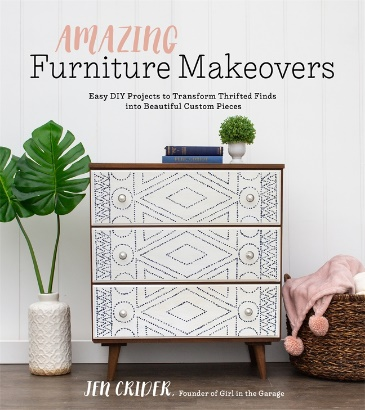 AMAZING
Furniture Makeovers
Easy DIY Projects to Transform Thrifted Finds
into Beautiful Custom Pieces
JEN CRIDER, Founder of Girl in the Garage